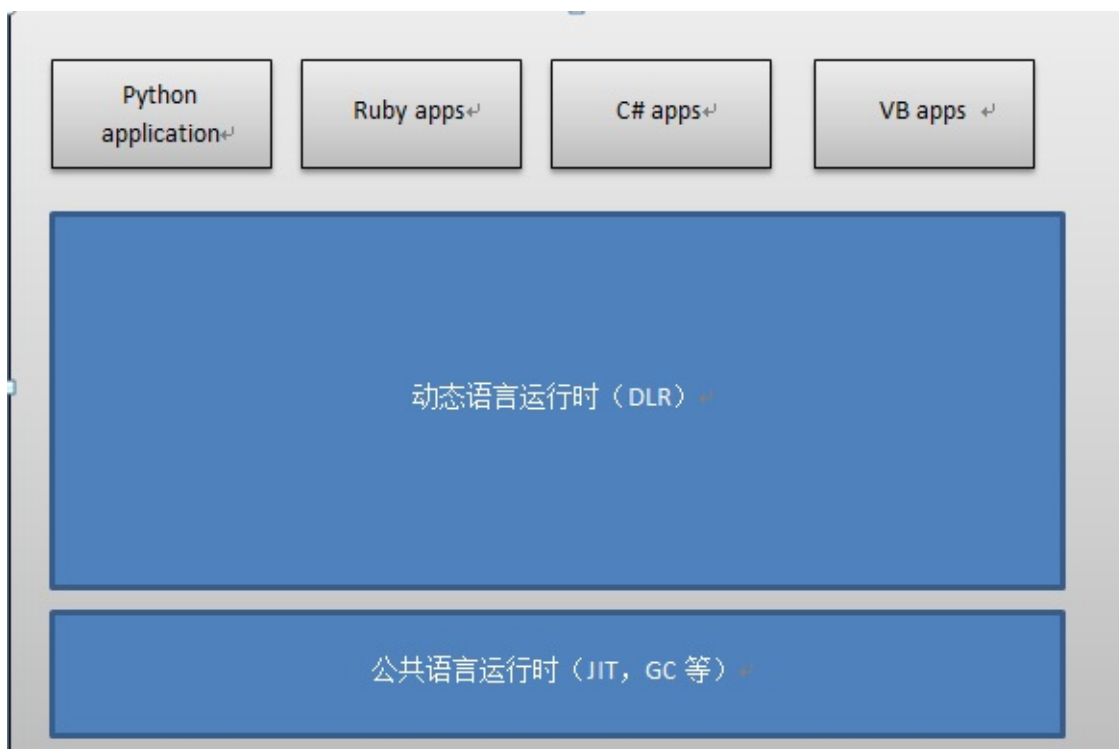 Python
application
Ruby apps
C# apps
VB apps
动态语言运行时（DLR）
公共语言运行时（JIT，GC 等）